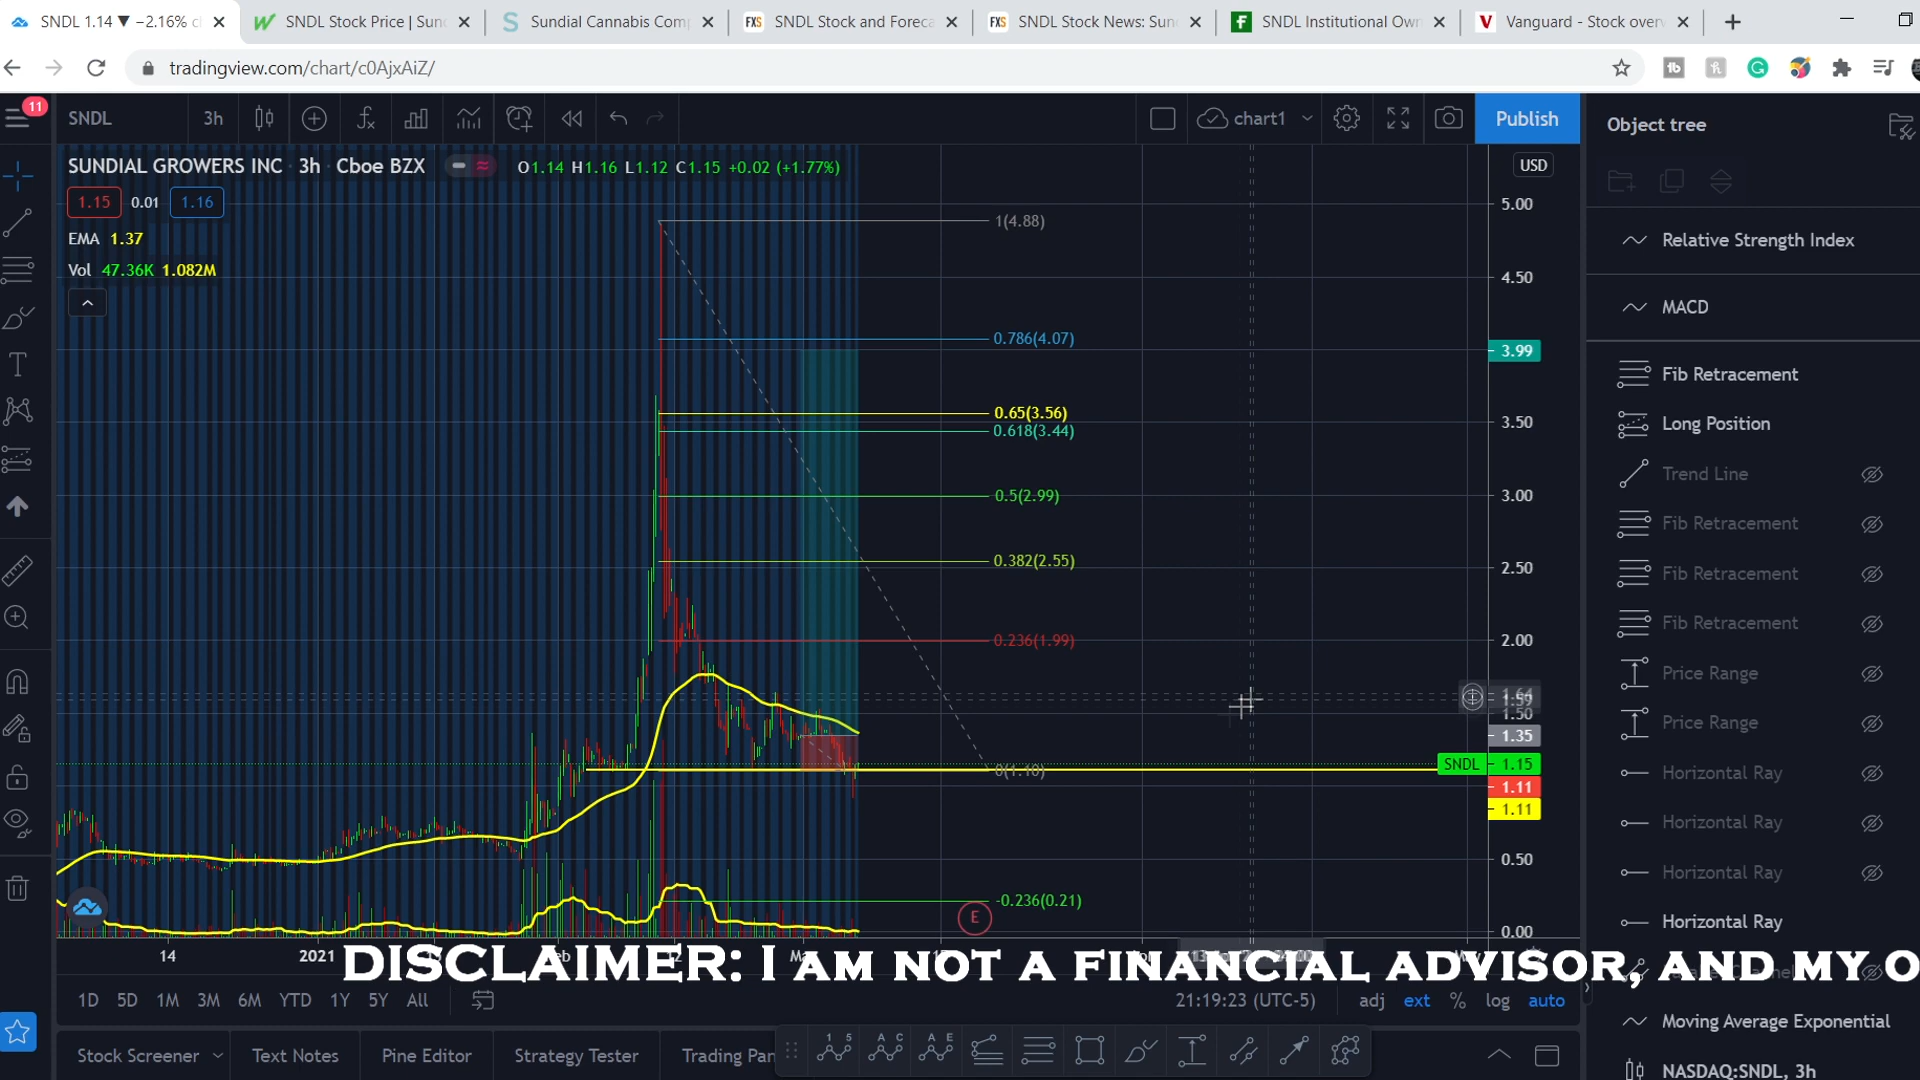 SNDL 1.14 ▼ −2.16% c
SNDL Stock Price | Sun
Sundial Cannabis Comp
SNDL Stock and Foreca
SNDL Stock News: Sun
SNDL Institutional Own
Vanguard - Stock overv
tradingview.com/chart/c0AjxAiZ/
11
SNDL
3h
chart1
Publish
Object tree
SUNDIAL GROWERS INC · 3h · Cboe BZX
O1.14 H1.16 L1.12 C1.15 +0.02 (+1.77%)
USD
1.15 0.01 1.16
EMA 1.37
Vol 47.36K 1.082M
1(4.88)
0.786(4.07)
0.65(3.56)
0.618(3.44)
0.5(2.99)
0.382(2.55)
0.236(1.99)
0(1.10)
-0.236(0.21)
E
5.00
4.50
3.99
3.50
3.00
2.50
2.00
1.50
1.35
SNDL 1.15
1.11
1.11
0.50
0.00
Relative Strength Index
MACD
Fib Retracement
Long Position
Trend Line
Fib Retracement
Fib Retracement
Fib Retracement
Price Range
Price Range
Horizontal Ray
Horizontal Ray
Horizontal Ray
Horizontal Ray
Moving Average Exponential
NASDAQ:SNDL, 3h
14 2021
12
DISCLAIMER: I AM NOT A FINANCIAL ADVISOR, AND MY O
1D 5D 1M 3M 6M YTD 1Y 5Y All
21:19:23 (UTC-5)
adj ext % log auto
Stock Screener
Text Notes
Pine Editor
Strategy Tester
Trading Pan